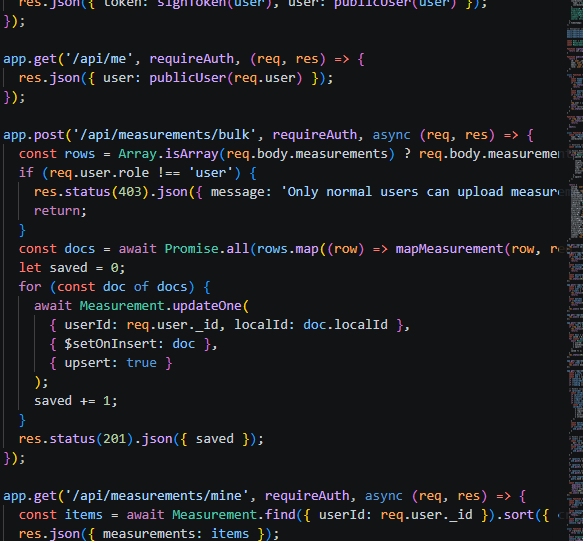 res.json({ token: signToken(user), user: publicUser(user) });
});

app.get('/api/me', requireAuth, (req, res) => {
  res.json({ user: publicUser(req.user) });
});

app.post('/api/measurements/bulk', requireAuth, async (req, res) => {
  const rows = Array.isArray(req.body.measurements) ? req.body.measuremen
  if (req.user.role !== 'user') {
    res.status(403).json({ message: 'Only normal users can upload measur
    return;
  }
  const docs = await Promise.all(rows.map((row) => mapMeasurement(row, re
  let saved = 0;
  for (const doc of docs) {
    await Measurement.updateOne(
      { userId: req.user._id, localId: doc.localId },
      { $setOnInsert: doc },
      { upsert: true }
    );
    saved += 1;
  }
  res.status(201).json({ saved });
});

app.get('/api/measurements/mine', requireAuth, async (req, res) => {
  const items = await Measurement.find({ userId: req.user._id }).sort({
  res.json({ measurements: items });